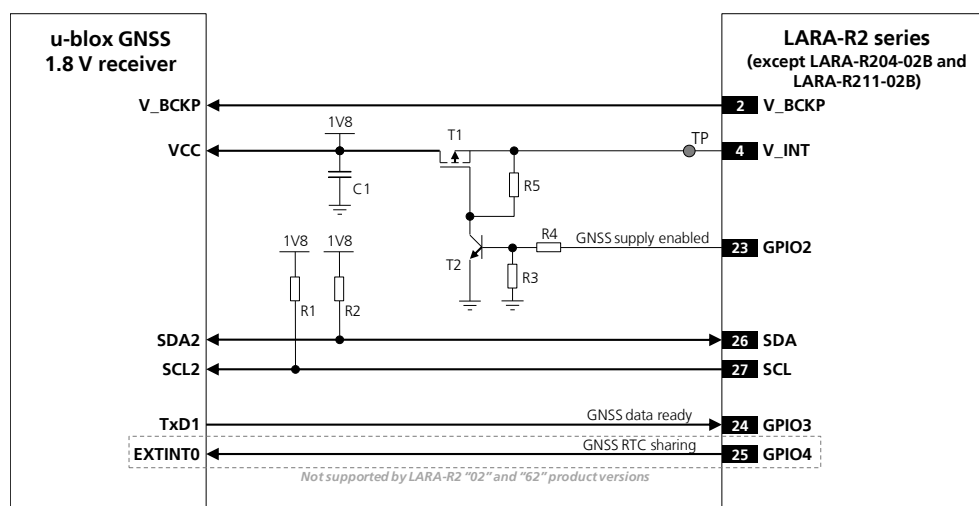 u-blox GNSS
1.8 V receiver
LARA-R2 series
(except LARA-R204-02B and
LARA-R211-02B)
V_BCKP
2 V_BCKP
1V8
T1
TP
VCC
4 V_INT
C1
R5
1V8
1V8
R4
GNSS supply enabled
23 GPIO2
T2
R3
R1
R2
SDA2
26 SDA
SCL2
27 SCL
TxD1
GNSS data ready
24 GPIO3
EXTINT0
GNSS RTC sharing
25 GPIO4
Not supported by LARA-R2 “02” and “62” product versions